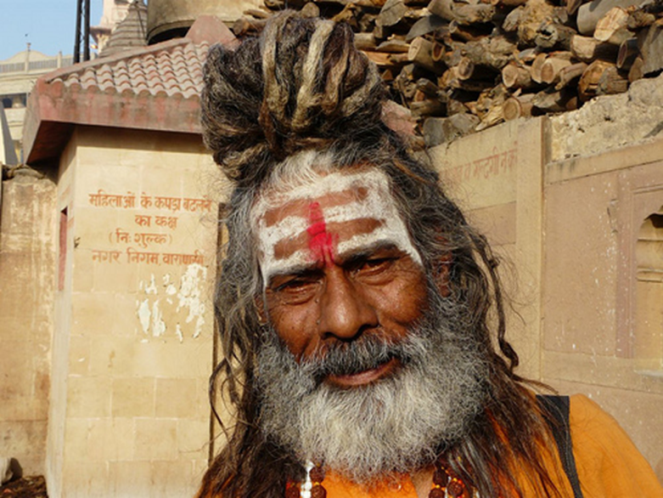 महिलाओं के कपड़ा बदलने
का कक्ष
(नि: शुल्क)
नगर निगम वाराणसी